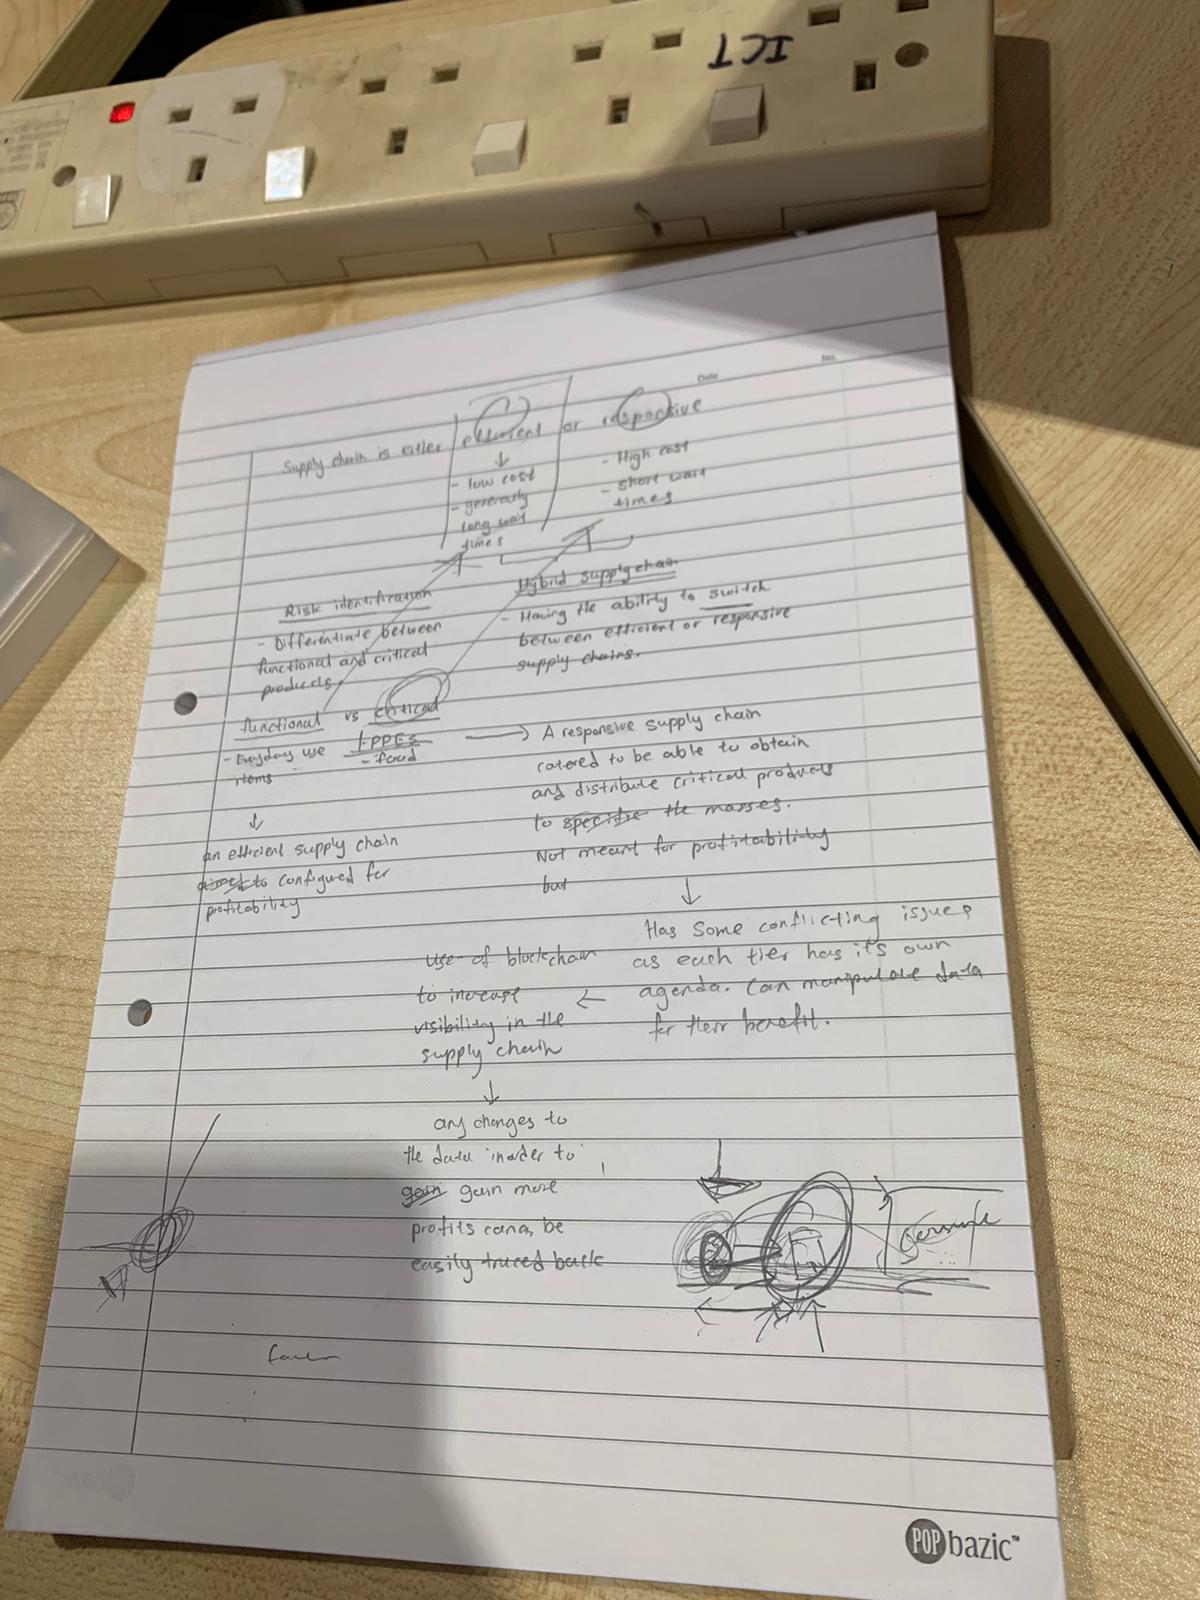 ICT
Date
No.
Supply chain is either efficient or responsive
- low cost
- generally
long wait
times
- High cost
- short wait
times
Risk identification
- Differentiate between
functional and critical
products
Hybrid supply chain
- Having the ability to switch
between efficient or responsive
supply chains.
functional vs critical
- Everyday use
items
- PPEs
- food
A responsive supply chain
catered to be able to obtain
and distribute critical products
to specific the masses.
Not meant for profitability
but
an efficient supply chain
aimed to configured for
profitability
Has some conflicting issues
as each tier has it's own
agenda. Can manipulate data
for their benefit.
use of blockchain
to increase
visibility in the
supply chain
any changes to
the data inorder to
gain gain more
profits can be
easily traced back
POP bazic™